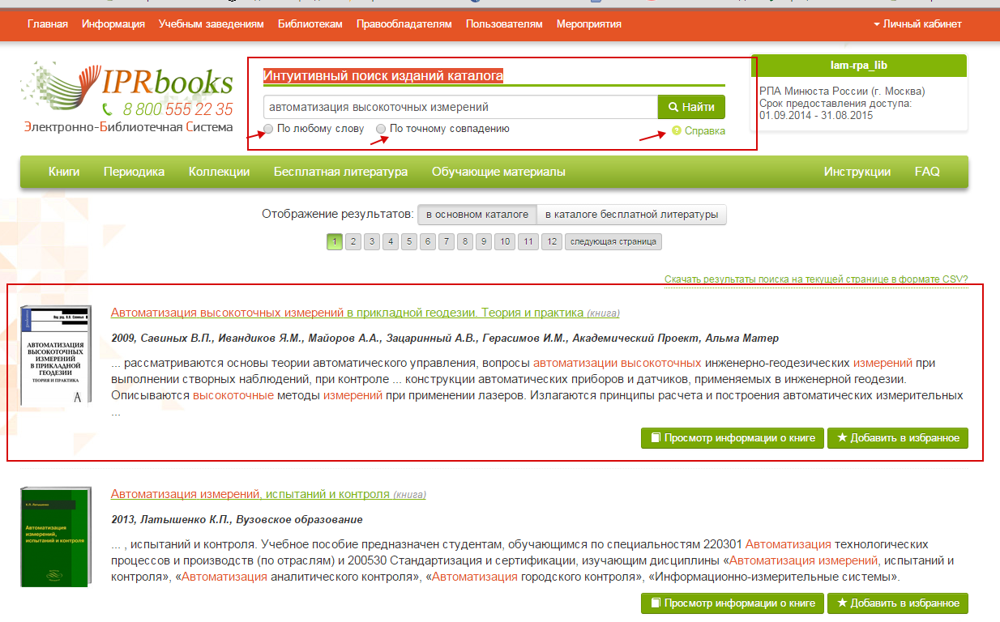 Главная Информация Учебным заведениям Библиотекам Правообладателям Пользователям Мероприятия Личный кабинет
IPRbooks
8 800 555 22 35
Электронно-Библиотечная Система
Интуитивный поиск изданий каталога
автоматизация высокоточных измерений Найти
По любому слову По точному совпадению Справка
lam-rpa_lib
РПА Минюста России (г. Москва)
Срок предоставления доступа:
01.09.2014 - 31.08.2015
Книги Периодика Коллекции Бесплатная литература Обучающие материалы Инструкции FAQ
Отображение результатов: в основном каталоге в каталоге бесплатной литературы
1 2 3 4 5 6 7 8 9 10 11 12 следующая страница
Скачать результаты поиска на текущей странице в формате CSV?
АВТОМАТИЗАЦИЯ
ВЫСОКОТОЧНЫХ
ИЗМЕРЕНИЙ
В ПРИКЛАДНОЙ
ГЕОДЕЗИИ
ТЕОРИЯ И ПРАКТИКА
Автоматизация высокоточных измерений в прикладной геодезии. Теория и практика (книга)
2009, Савиных В.П., Ивандиков Я.М., Майоров А.А., Зацаринный А.В., Герасимов И.М., Академический Проект, Альма Матер
... рассматриваются основы теории автоматического управления, вопросы автоматизации высокоточных инженерно-геодезических измерений при
выполнении створных наблюдений, при контроле ... конструкции автоматических приборов и датчиков, применяемых в инженерной геодезии.
Описываются высокоточные методы измерений при применении лазеров. Излагаются принципы расчета и построения автоматических измерительных
...
Просмотр информации о книге Добавить в избранное
К.П. Латышенко
Автоматизация
измерений,
испытаний и контроля
Автоматизация измерений, испытаний и контроля (книга)
2013, Латышенко К.П., Вузовское образование
... , испытаний и контроля. Учебное пособие предназначен студентам, обучающимся по специальностям 220301 Автоматизация технологических
процессов и производств (по отраслям) и 200530 Стандартизация и сертификации, изучающим дисциплины «Автоматизация измерений, испытаний и
контроля», «Автоматизация аналитического контроля», «Автоматизация городского контроля», «Информационно-измерительные системы».
Просмотр информации о книге Добавить в избранное